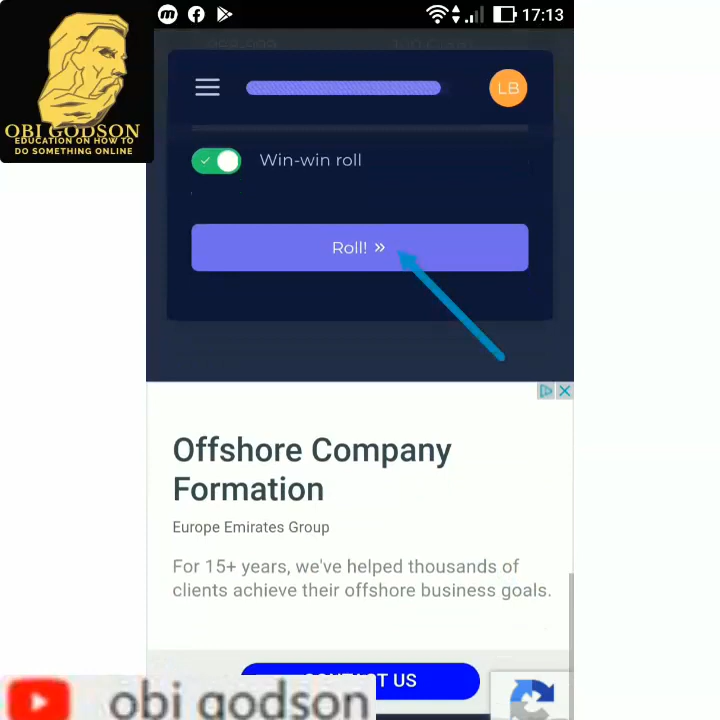 17:13
OBI GODSON
EDUCATION ON HOW TO
DO SOMETHING ONLINE
LB
Win-win roll
Roll! »
Offshore Company
Formation
Europe Emirates Group
For 15+ years, we've helped thousands of
clients achieve their offshore business goals.
CONTACT US
obi godson